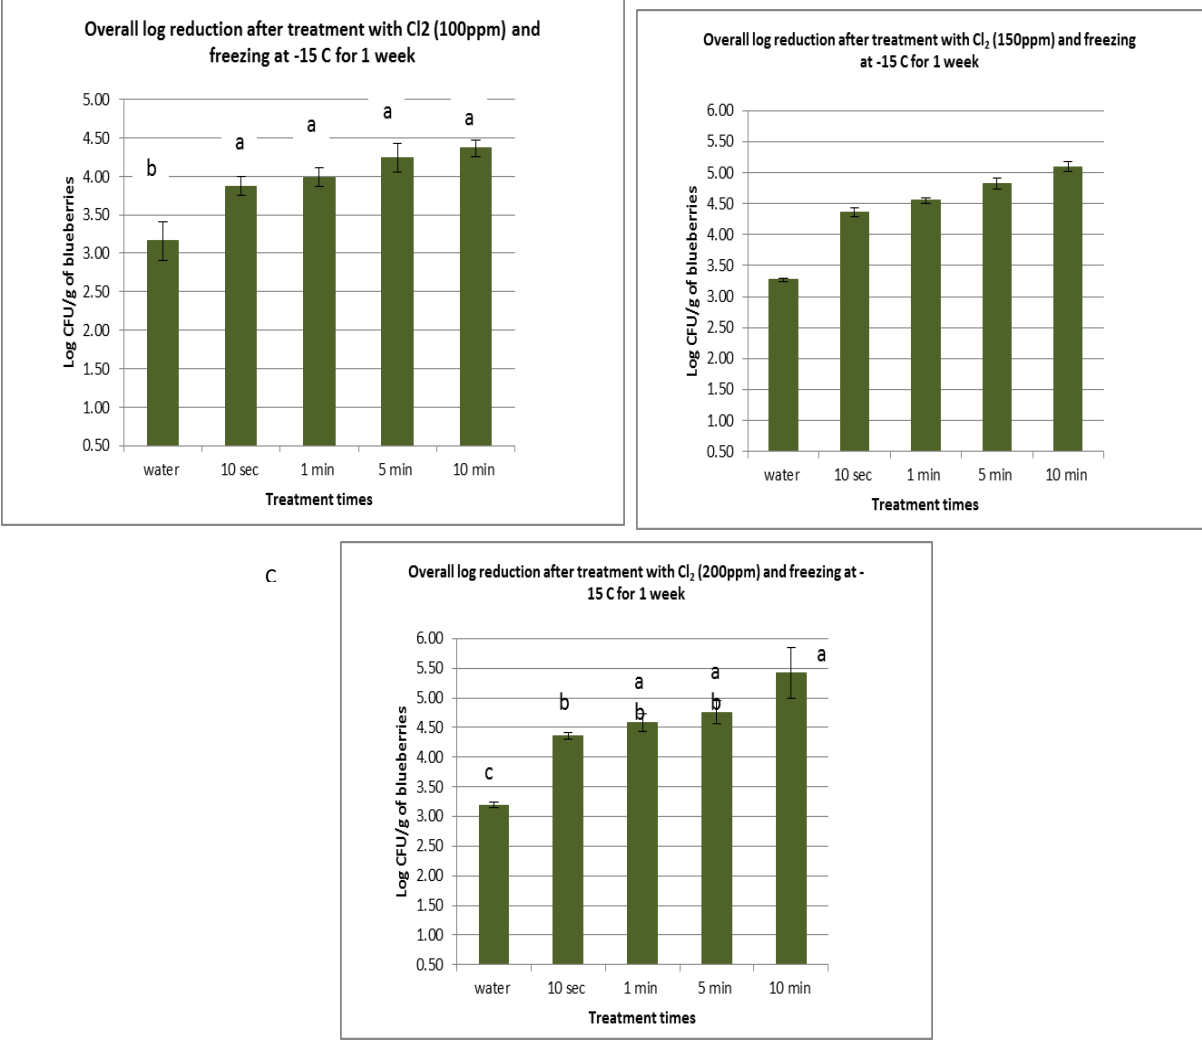 Overall log reduction after treatment with Cl2 (100ppm) and
freezing at -15 C for 1 week
Log CFU/g of blueberries
5.00
4.50
4.00
3.50
3.00
2.50
2.00
1.50
1.00
0.50
b
a
a
a
a
water
10 sec
1 min
5 min
10 min
Treatment times
Overall log reduction after treatment with Cl₂ (150ppm) and freezing
at -15 C for 1 week
Log CFU/g of blueberries
6.00
5.50
5.00
4.50
4.00
3.50
3.00
2.50
2.00
1.50
1.00
0.50
water
10 sec
1 min
5 min
10 min
Treatment times
C
Overall log reduction after treatment with Cl₂ (200ppm) and freezing at -
15 C for 1 week
Log CFU/g of blueberries
6.00
5.50
5.00
4.50
4.00
3.50
3.00
2.50
2.00
1.50
1.00
0.50
c
b
a
b
a
b
a
water
10 sec
1 min
5 min
10 min
Treatment times